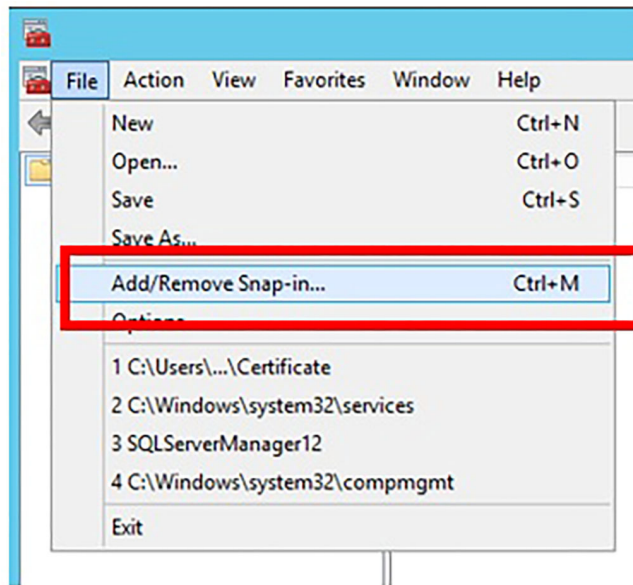 File Action View Favorites Window Help
New Ctrl+N
Open... Ctrl+O
Save Ctrl+S
Save As...
Add/Remove Snap-in... Ctrl+M
Options...
1 C:\Users\...\Certificate
2 C:\Windows\system32\services
3 SQLServerManager12
4 C:\Windows\system32\compmgmt
Exit